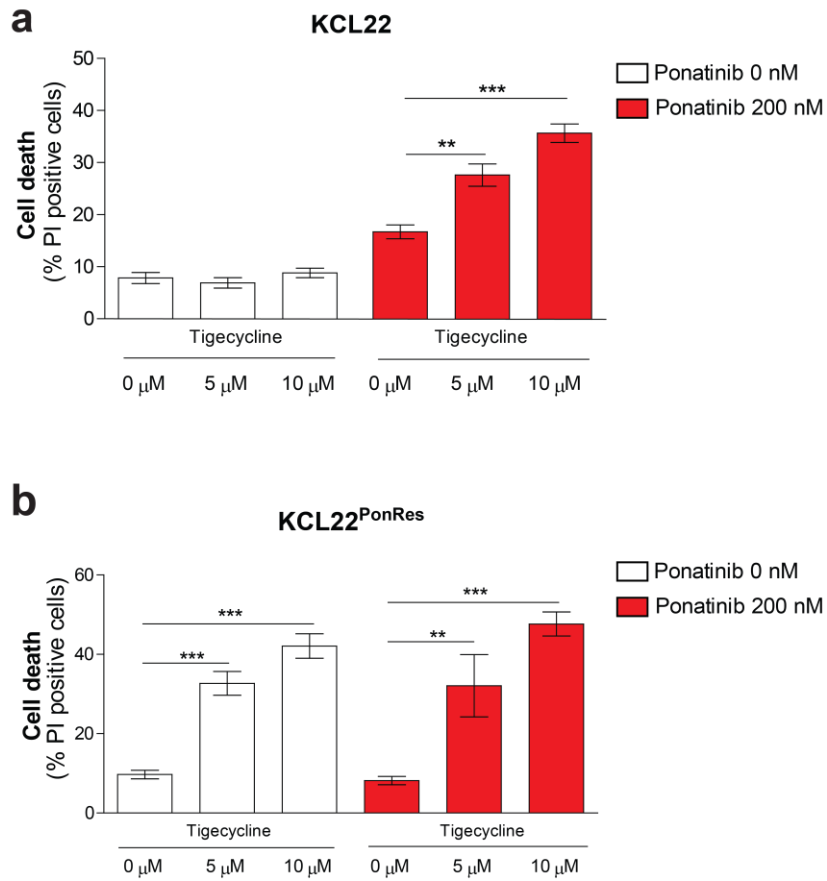 a
KCL22
50
40
30
20
10
0
Cell death
(% PI positive cells)
**
***
Ponatinib 0 nM
Ponatinib 200 nM
Tigecycline Tigecycline
0 μM 5 μM 10 μM 0 μM 5 μM 10 μM
b
KCL22PonRes
60
40
20
0
Cell death
(% PI positive cells)
***
***
**
***
Ponatinib 0 nM
Ponatinib 200 nM
Tigecycline Tigecycline
0 μM 5 μM 10 μM 0 μM 5 μM 10 μM